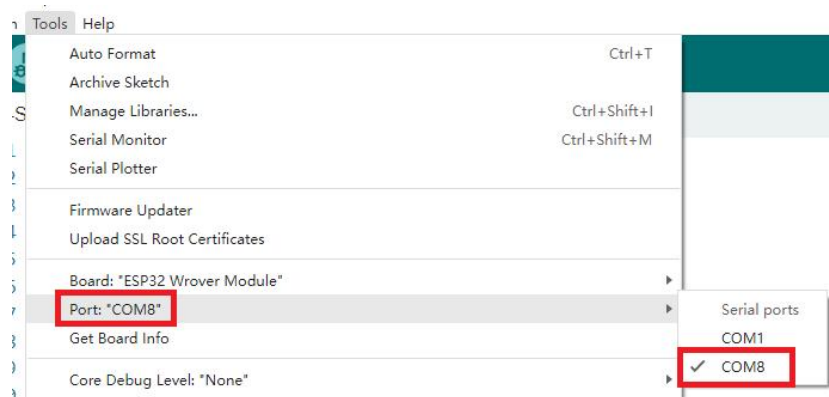 Tools Help
Auto Format Ctrl+T
Archive Sketch
Manage Libraries... Ctrl+Shift+I
Serial Monitor Ctrl+Shift+M
Serial Plotter
Firmware Updater
Upload SSL Root Certificates
Board: "ESP32 Wrover Module"
Port: "COM8"
Serial ports
Get Board Info
COM1
COM8
Core Debug Level: "None"